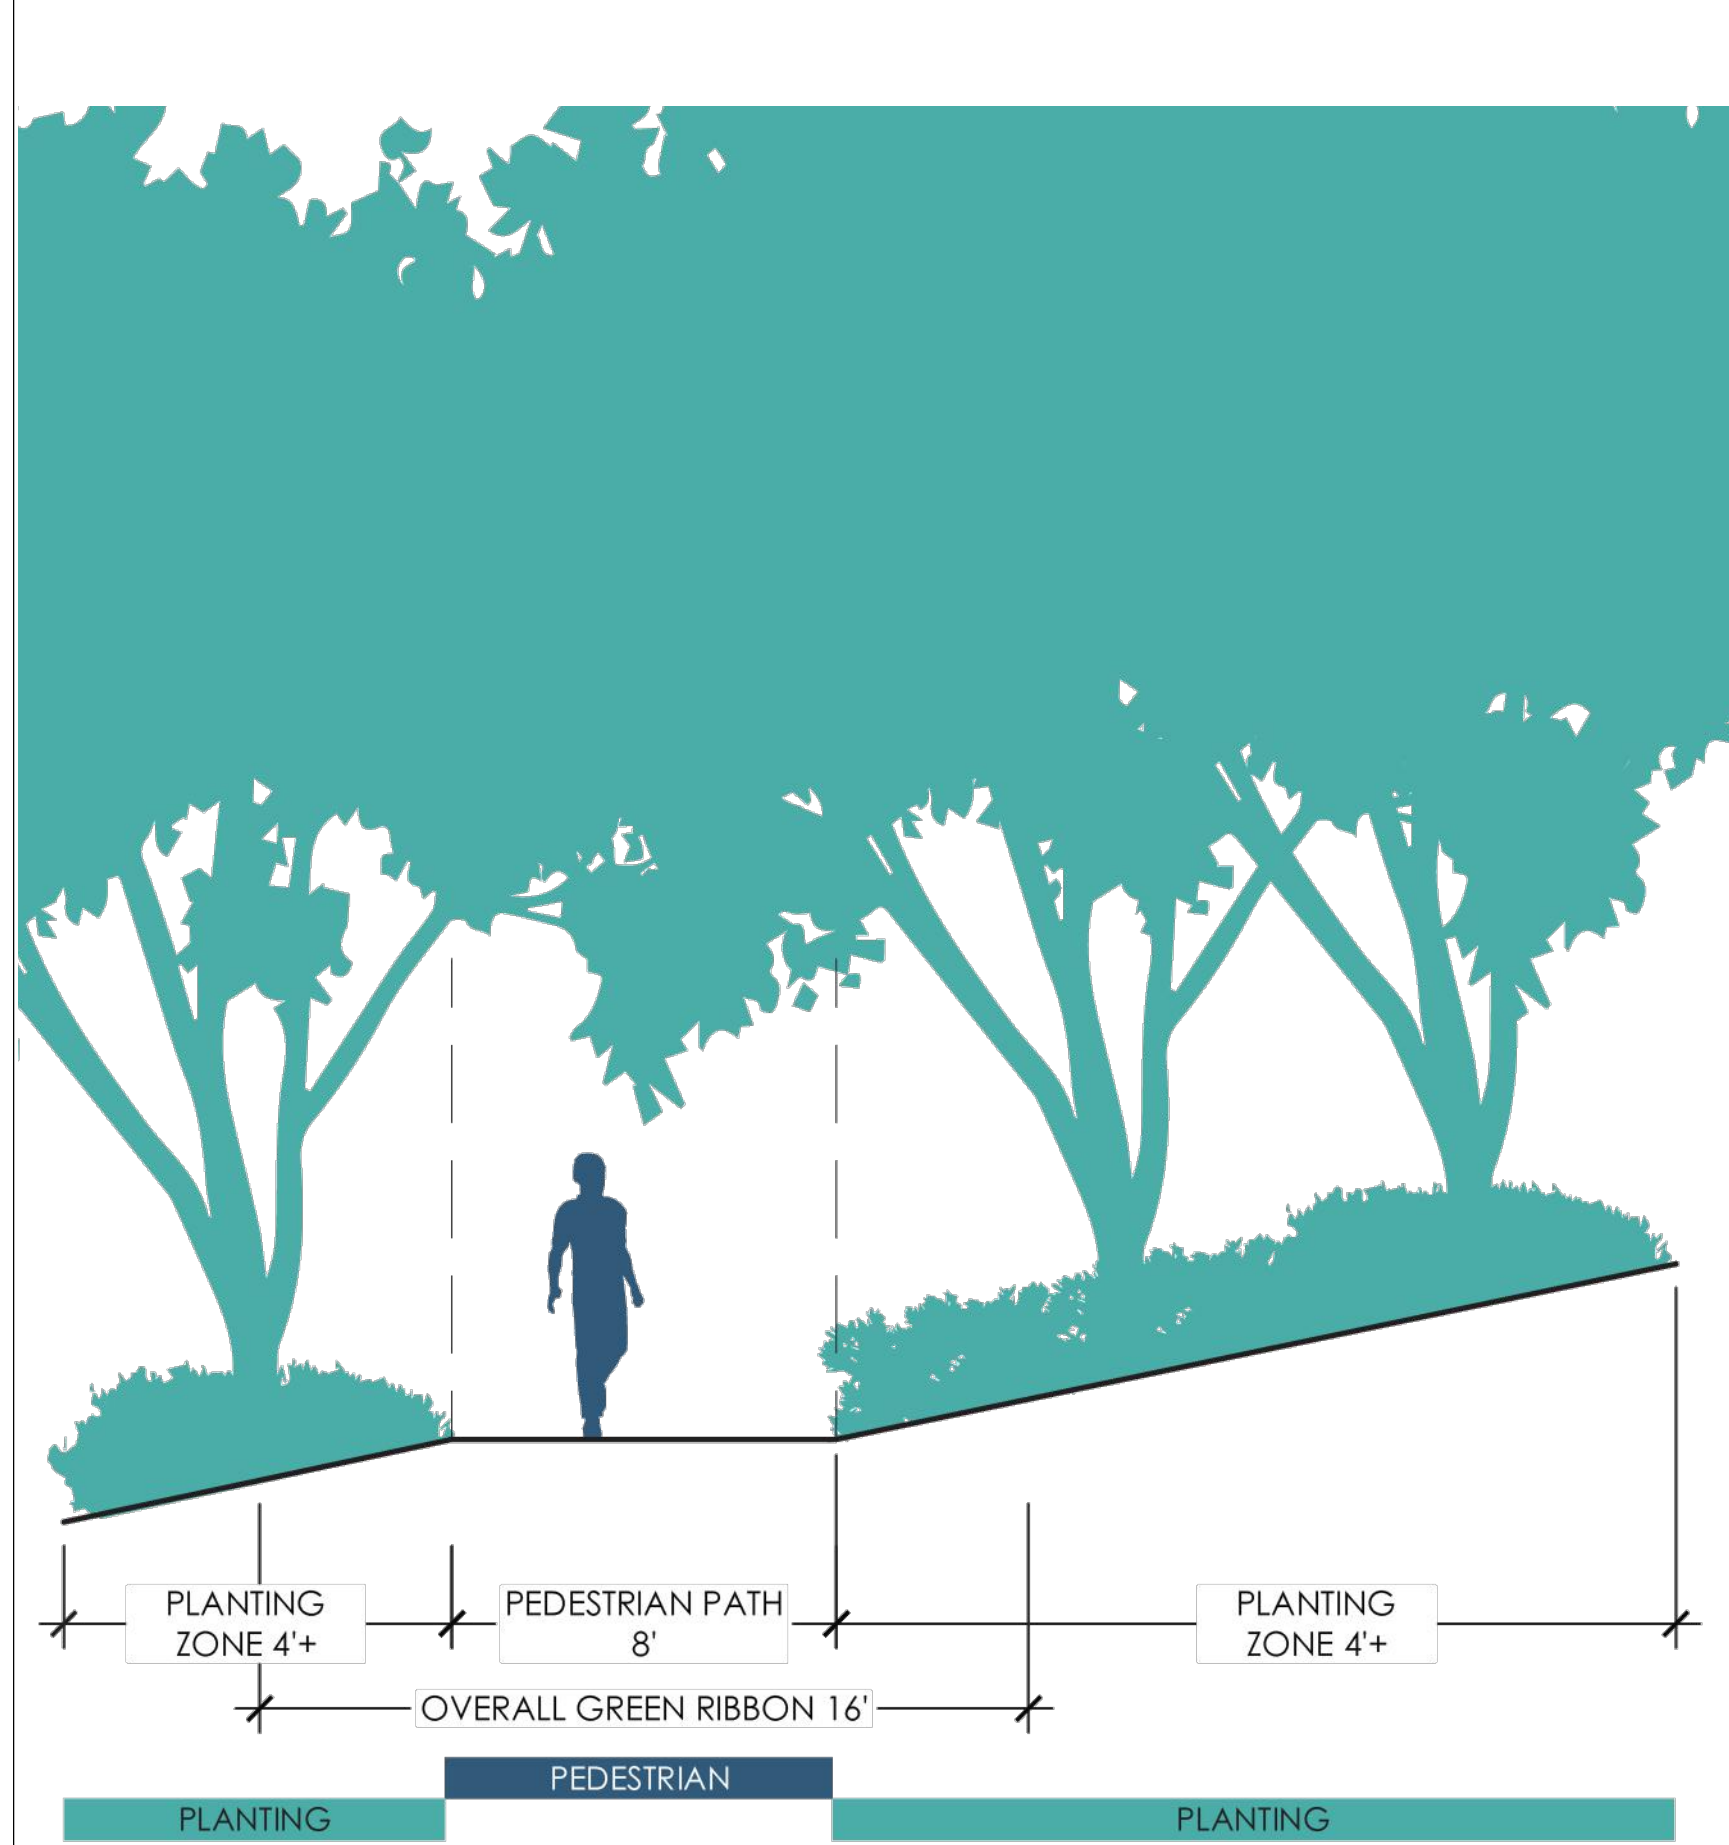 PLANTING
ZONE 4'+
PEDESTRIAN PATH
8'
PLANTING
ZONE 4'+
OVERALL GREEN RIBBON 16'
PEDESTRIAN
PLANTING
PLANTING